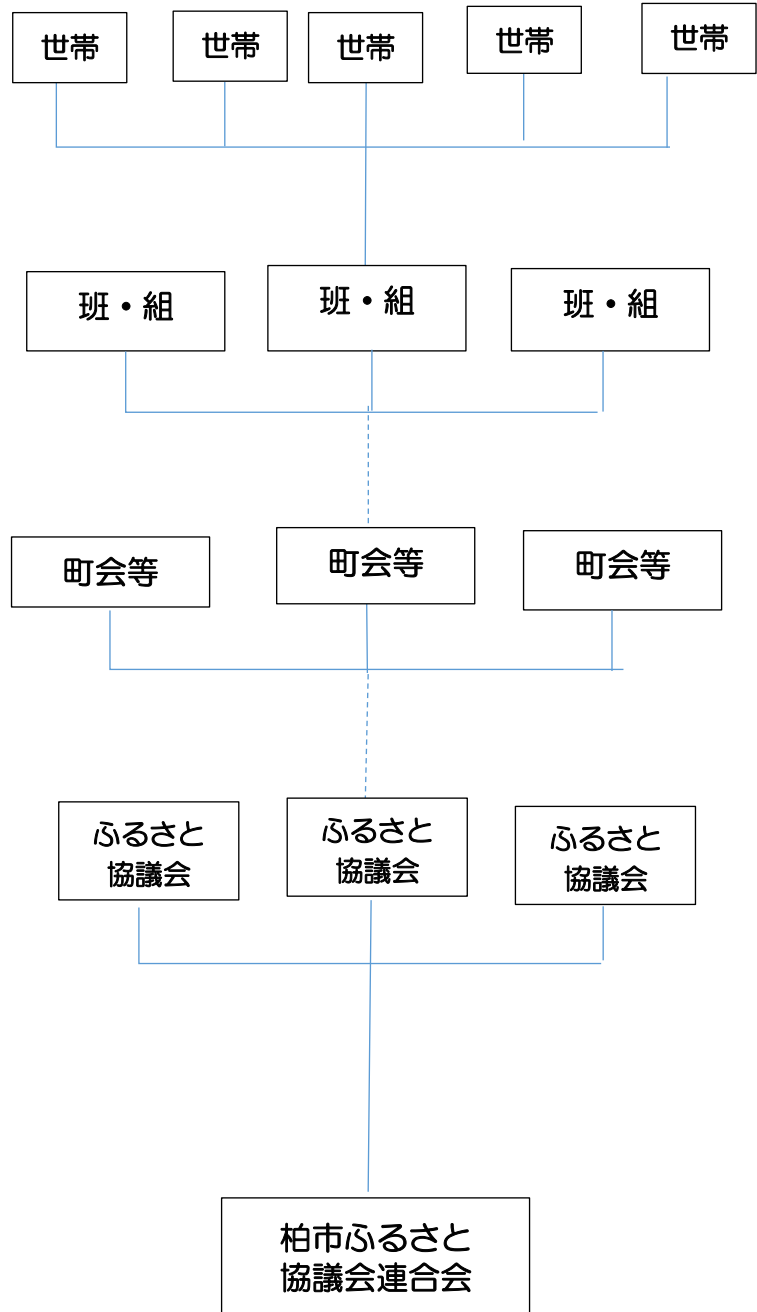 世帯
世帯
世帯
世帯
世帯
班・組
班・組
班・組
町会等
町会等
町会等
ふるさと
協議会
ふるさと
協議会
ふるさと
協議会
柏市ふるさと
協議会連合会